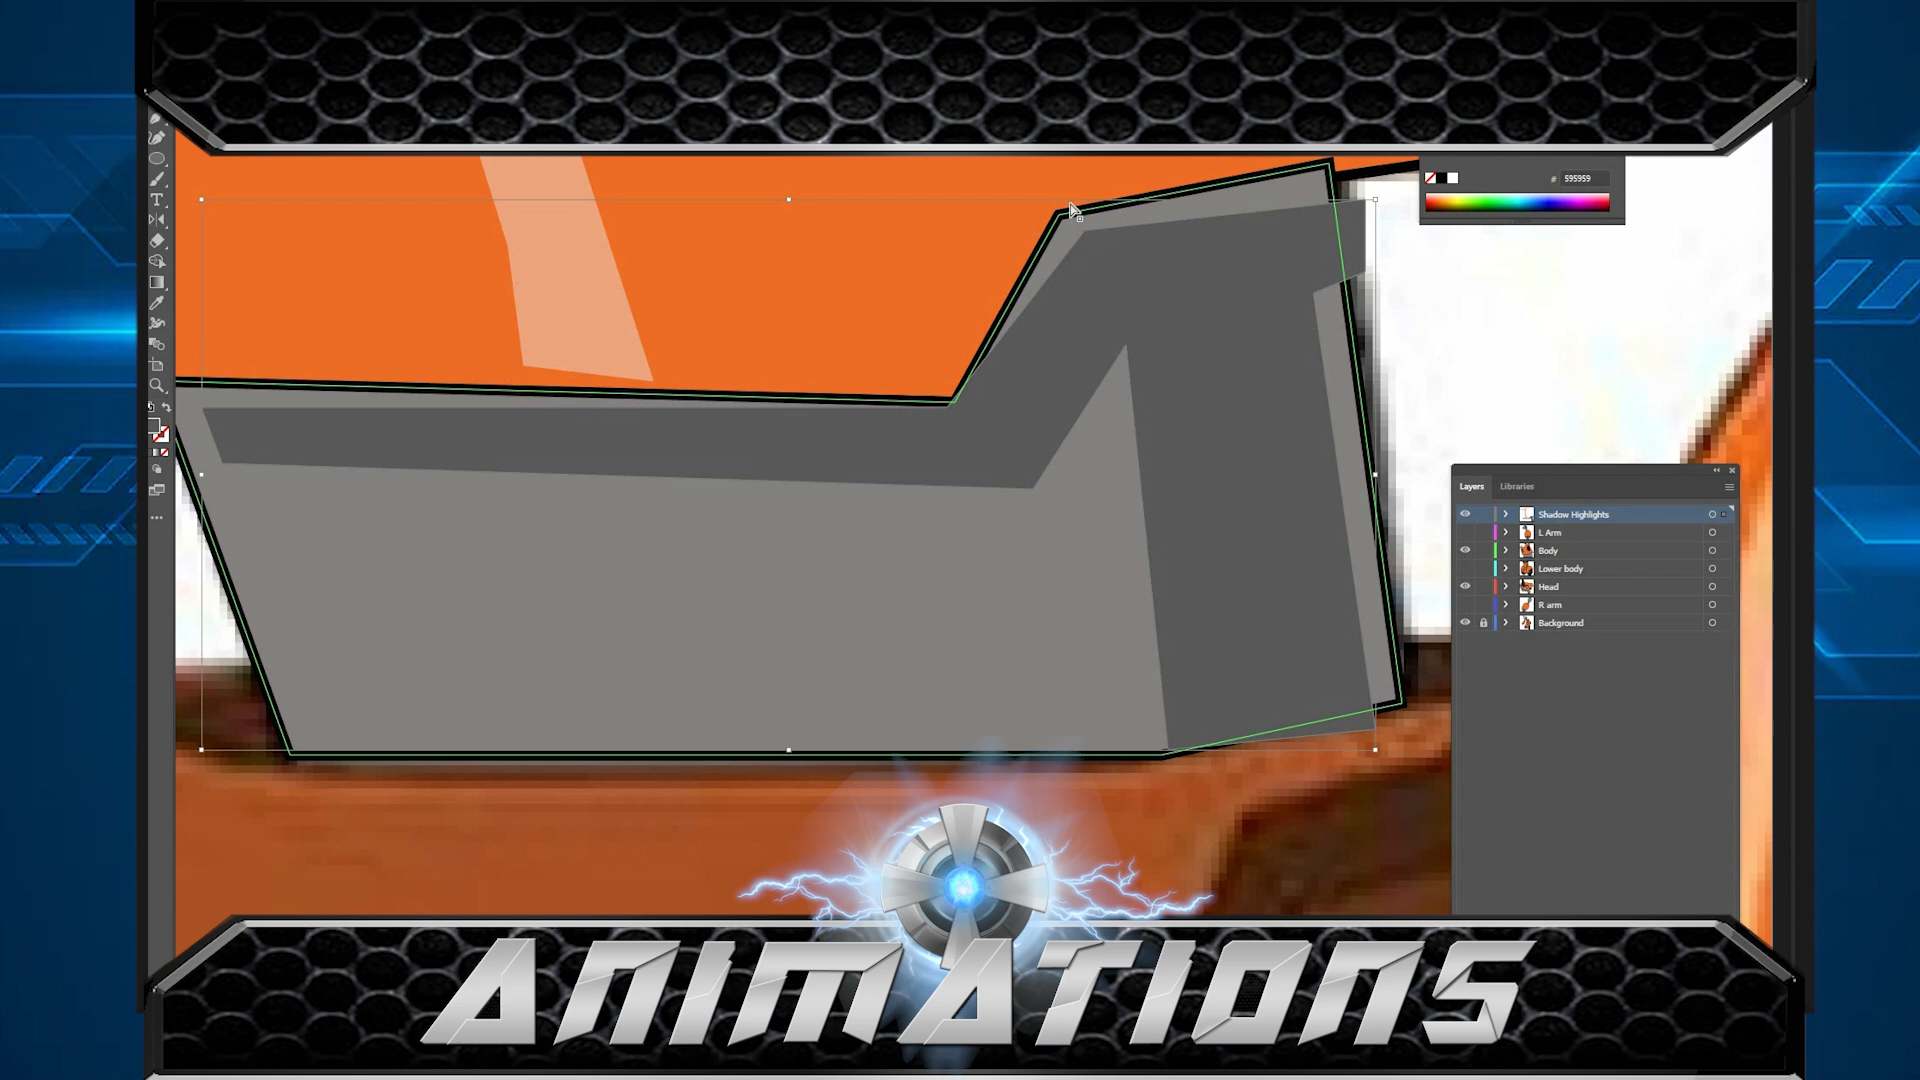 # 595959
Layers Libraries
Shadow Highlights
L Arm
Body
Lower body
Head
R arm
Background
ANIMATIONS